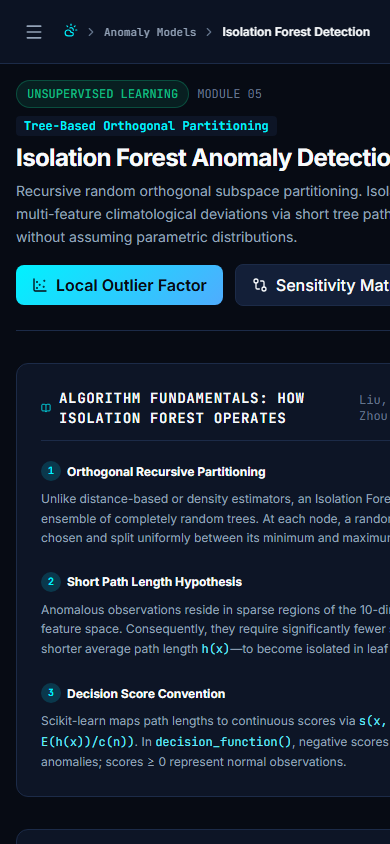 Anomaly Models Isolation Forest Detection
UNSUPERVISED LEARNING MODULE 05
Tree-Based Orthogonal Partitioning
Isolation Forest Anomaly Detectio
Recursive random orthogonal subspace partitioning. Isol
multi-feature climatological deviations via short tree path
without assuming parametric distributions.
Local Outlier Factor Sensitivity Mat
ALGORITHM FUNDAMENTALS: HOW
ISOLATION FOREST OPERATES
Liu,
Zhou
1 Orthogonal Recursive Partitioning
Unlike distance-based or density estimators, an Isolation Fore
ensemble of completely random trees. At each node, a rando
chosen and split uniformly between its minimum and maximu
2 Short Path Length Hypothesis
Anomalous observations reside in sparse regions of the 10-di
feature space. Consequently, they require significantly fewer
shorter average path length h(x)—to become isolated in leaf
3 Decision Score Convention
Scikit-learn maps path lengths to continuous scores via s(x,
E(h(x))/c(n)). In decision_function(), negative scores
anomalies; scores ≥ 0 represent normal observations.